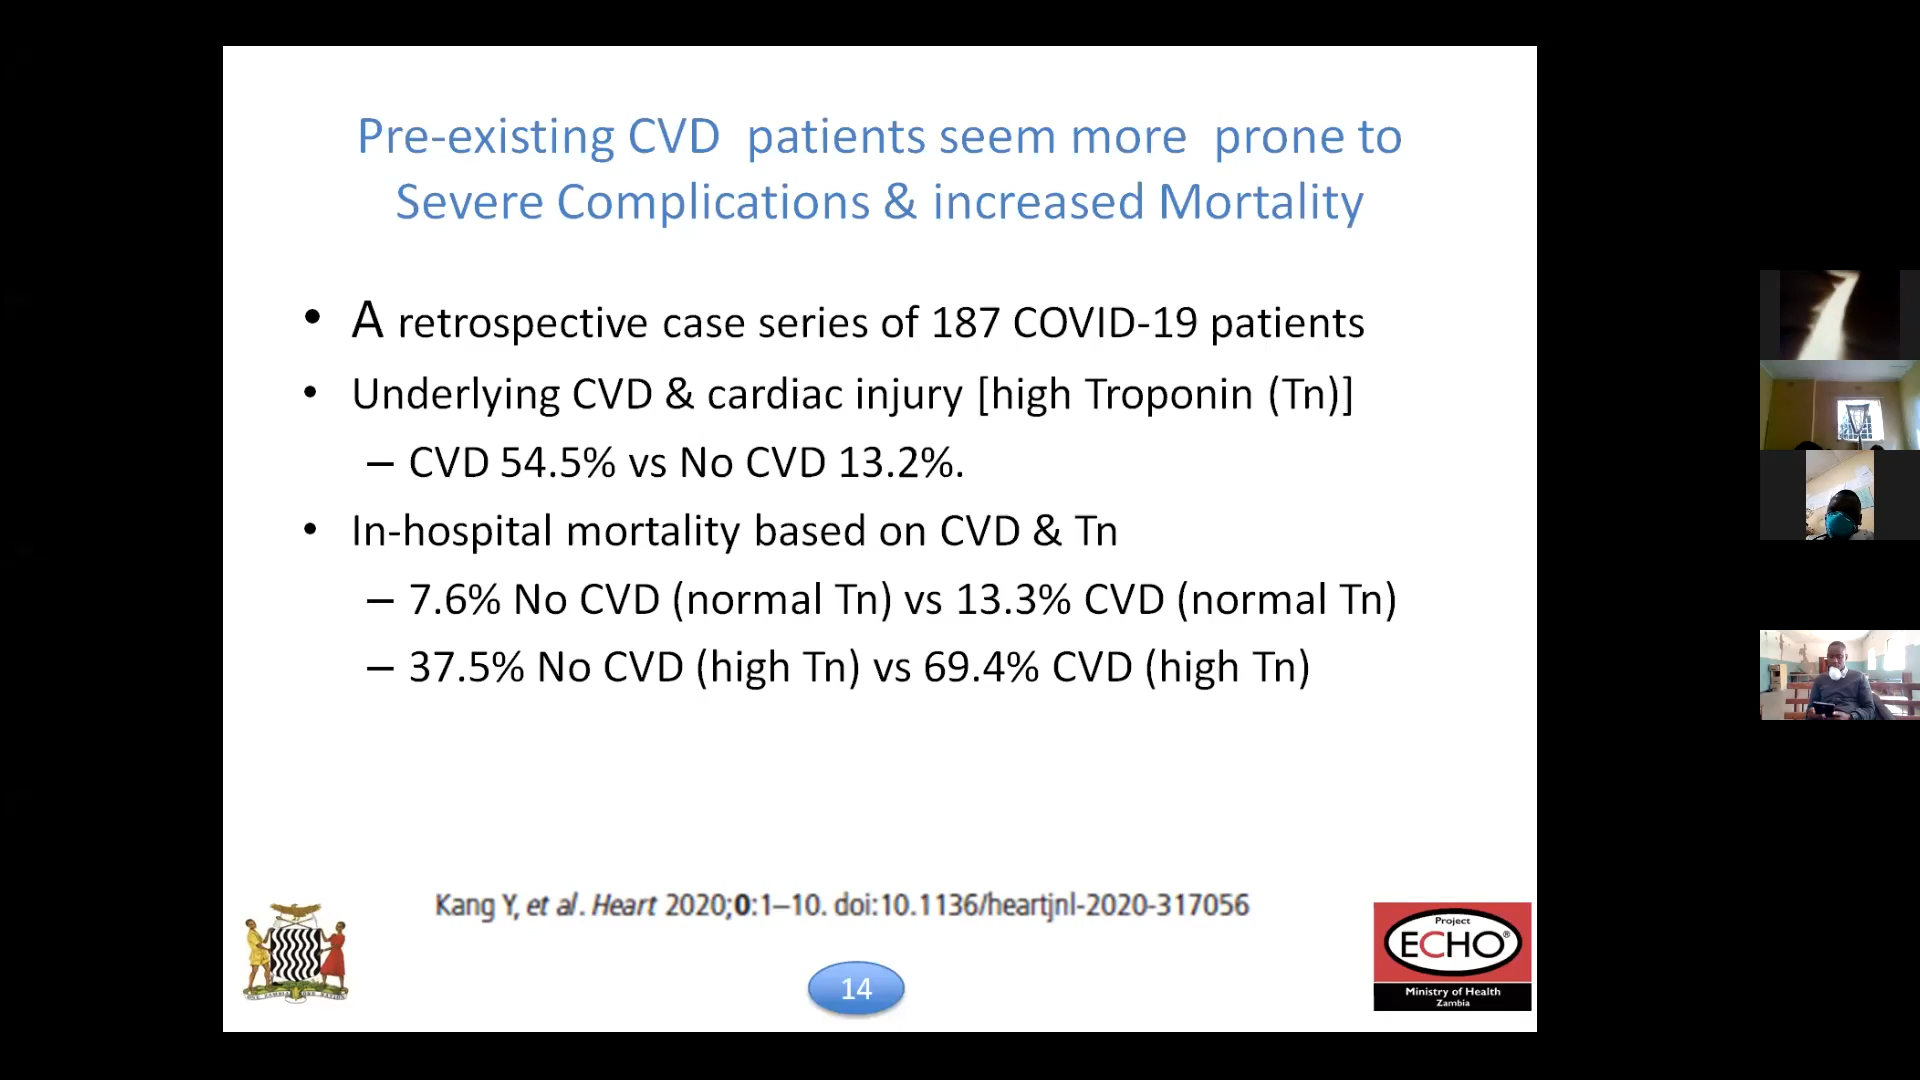 Pre-existing CVD patients seem more prone to
Severe Complications & increased Mortality
• A retrospective case series of 187 COVID-19 patients
• Underlying CVD & cardiac injury [high Troponin (Tn)]
– CVD 54.5% vs No CVD 13.2%.
• In-hospital mortality based on CVD & Tn
– 7.6% No CVD (normal Tn) vs 13.3% CVD (normal Tn)
– 37.5% No CVD (high Tn) vs 69.4% CVD (high Tn)
Kang Y, et al. Heart 2020;0:1–10. doi:10.1136/heartjnl-2020-317056
ONE ZAMBIA ONE NATION
14
Project
ECHO®
Ministry of Health
Zambia